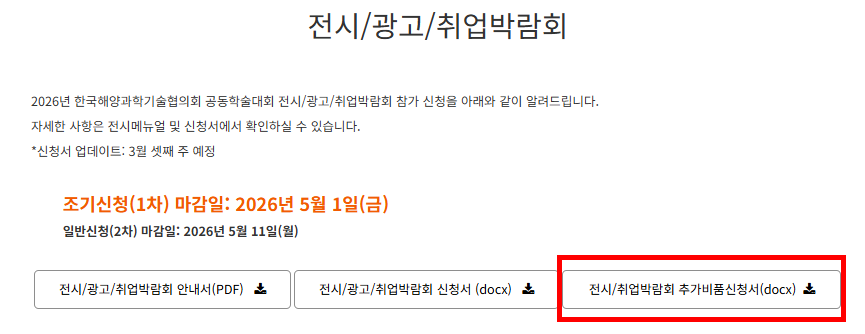 전시/광고/취업박람회
2026년 한국해양과학기술협의회 공동학술대회 전시/광고/취업박람회 참가 신청을 아래와 같이 알려드립니다.
자세한 사항은 전시메뉴얼 및 신청서에서 확인하실 수 있습니다.
*신청서 업데이트: 3월 셋째 주 예정
조기신청(1차) 마감일: 2026년 5월 1일(금)
일반신청(2차) 마감일: 2026년 5월 11일(월)
전시/광고/취업박람회 안내서(PDF)
전시/광고/취업박람회 신청서 (docx)
전시/취업박람회 추가비품신청서(docx)